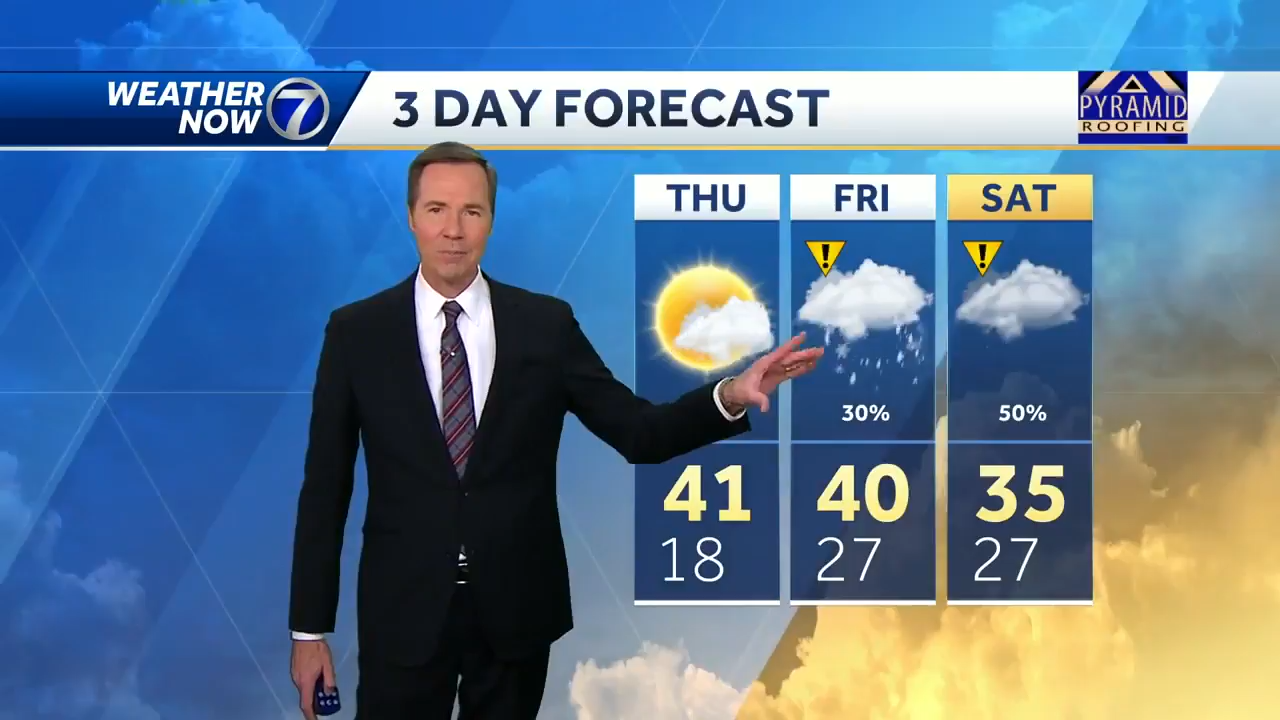 WEATHER
NOW
7
3 DAY FORECAST
PYRAMID
ROOFING
THU
FRI
SAT
!
!
30%
50%
41
40
35
18
27
27